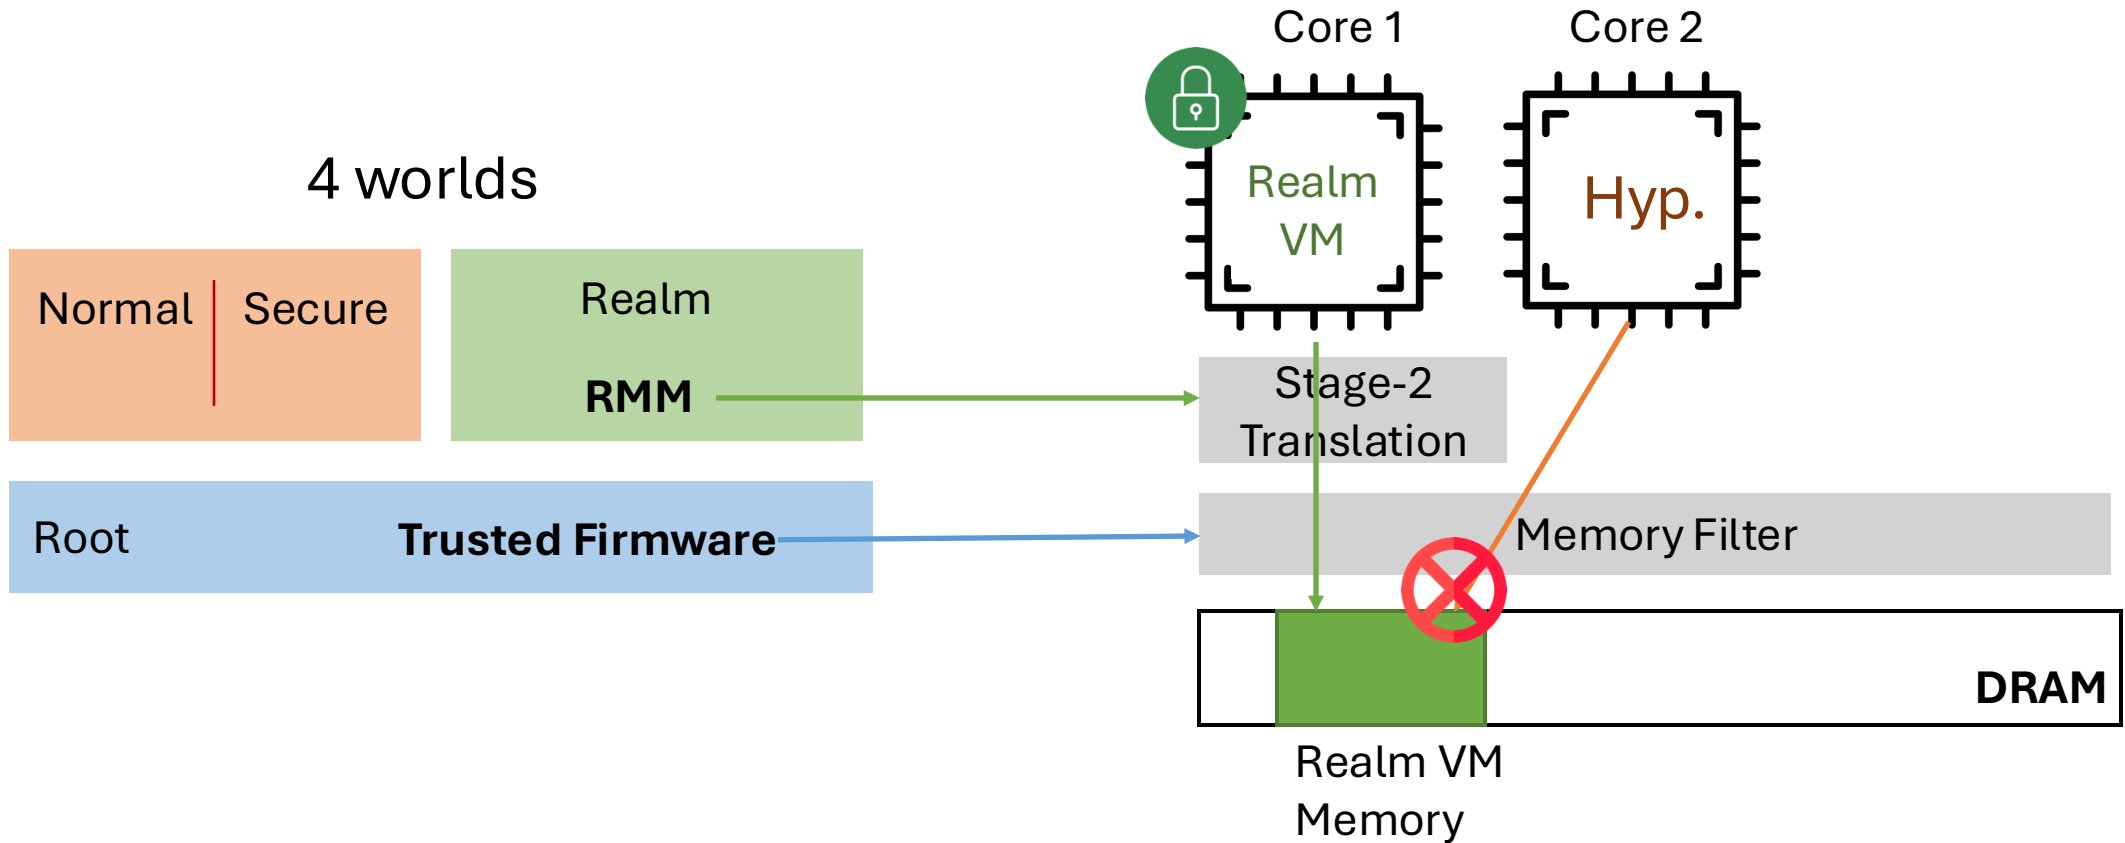 4 worlds
Normal
Secure
Realm
RMM
Root
Trusted Firmware
Core 1
Core 2
Realm
VM
Hyp.
Stage-2
Translation
Memory Filter
DRAM
Realm VM
Memory